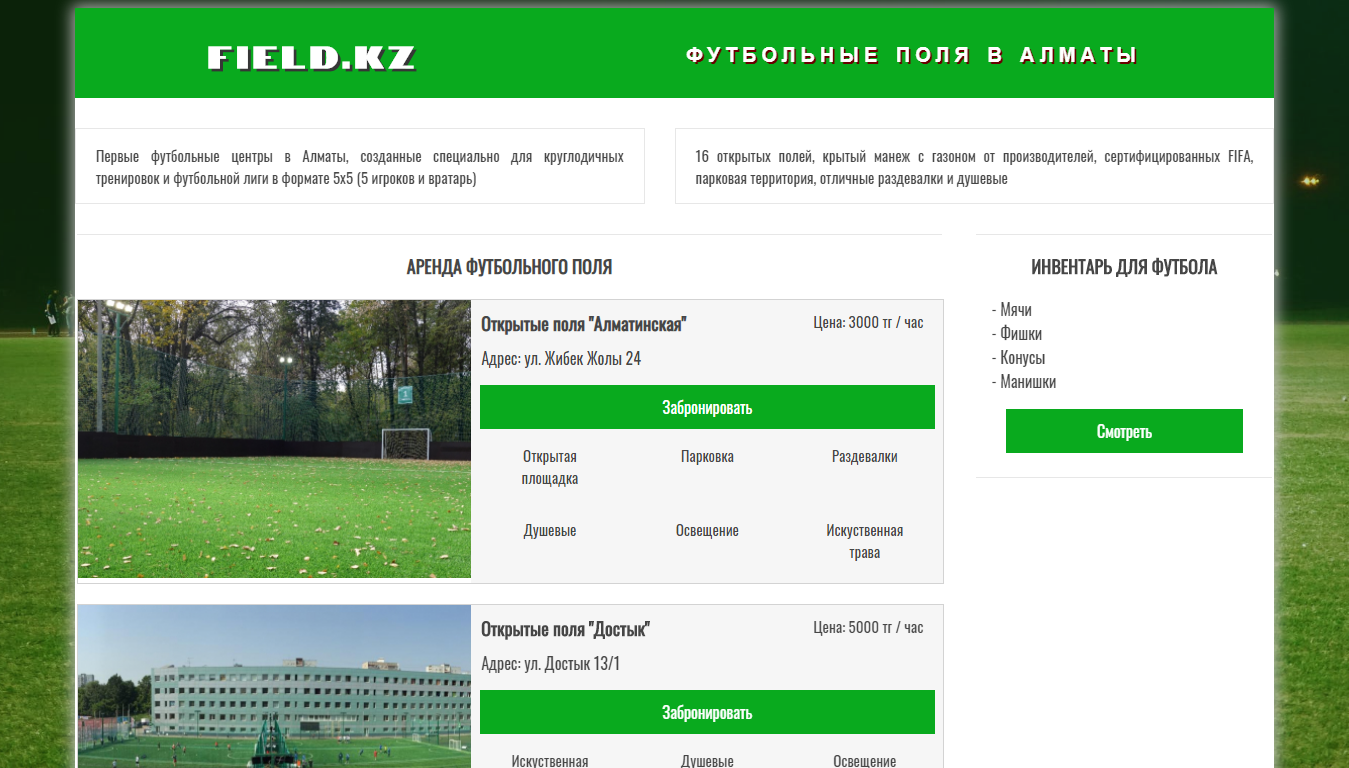 FIELD.KZ
ФУТБОЛЬНЫЕ ПОЛЯ В АЛМАТЫ
Первые футбольные центры в Алматы, созданные специально для круглодичных
тренировок и футбольной лиги в формате 5x5 (5 игроков и вратарь)
16 открытых полей, крытый манеж с газоном от производителей, сертифицированных FIFA,
парковая территория, отличные раздевалки и душевые
АРЕНДА ФУТБОЛЬНОГО ПОЛЯ
Открытые поля "Алматинская"
Цена: 3000 тг / час
Адрес: ул. Жибек Жолы 24
Забронировать
Открытая
площадка
Парковка
Раздевалки
Душевые
Освещение
Искуственная
трава
Открытые поля "Достык"
Цена: 5000 тг / час
Адрес: ул. Достык 13/1
Забронировать
Искуственная
Душевые
Освещение
ИНВЕНТАРЬ ДЛЯ ФУТБОЛА
- Мячи
- Фишки
- Конусы
- Манишки
Смотреть